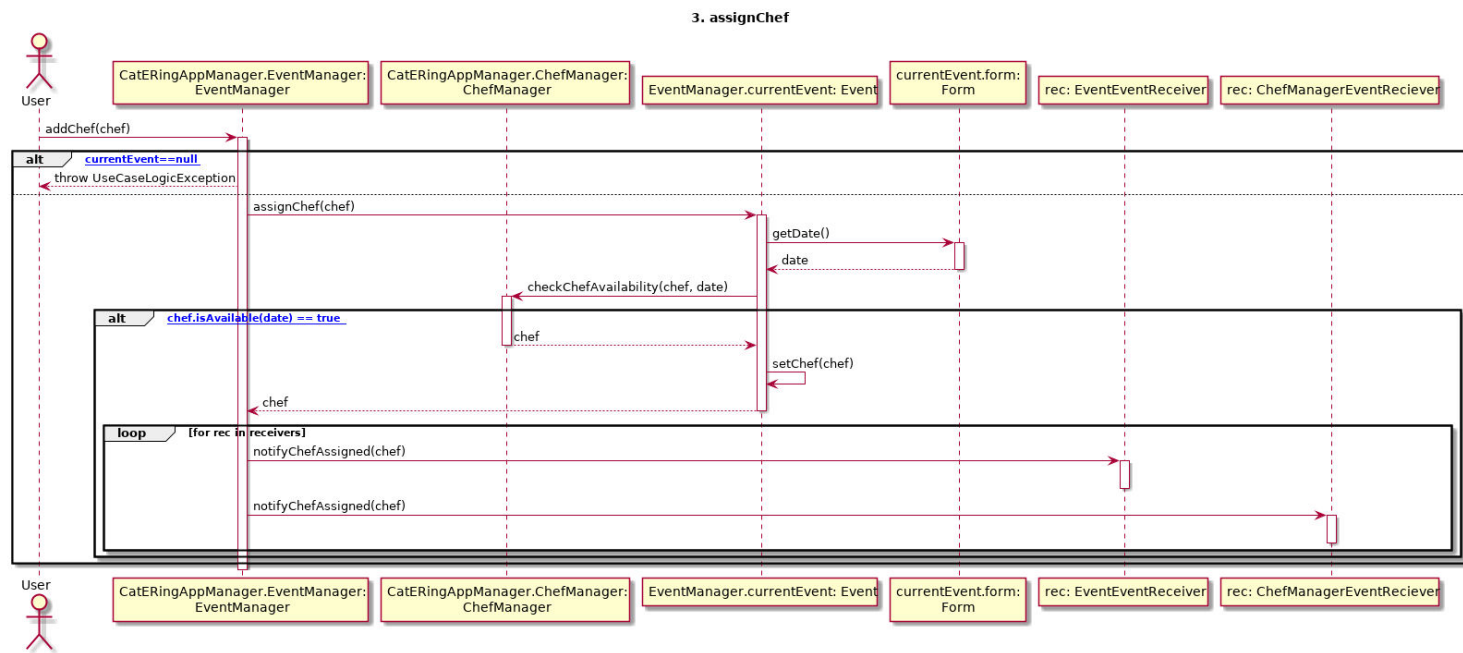 3. assignChef
User
CatERingAppManager.EventManager:
EventManager
CatERingAppManager.ChefManager:
ChefManager
EventManager.currentEvent: Event
currentEvent.form:
Form
rec: EventEventReceiver
rec: ChefManagerEventReciever
addChef(chef)
alt
currentEvent==null
throw UseCaseLogicException
assignChef(chef)
getDate()
date
checkChefAvailability(chef, date)
alt
chef.isAvailable(date) == true
chef
setChef(chef)
chef
loop
[for rec in receivers]
notifyChefAssigned(chef)
notifyChefAssigned(chef)
User
CatERingAppManager.EventManager:
EventManager
CatERingAppManager.ChefManager:
ChefManager
EventManager.currentEvent: Event
currentEvent.form:
Form
rec: EventEventReceiver
rec: ChefManagerEventReciever